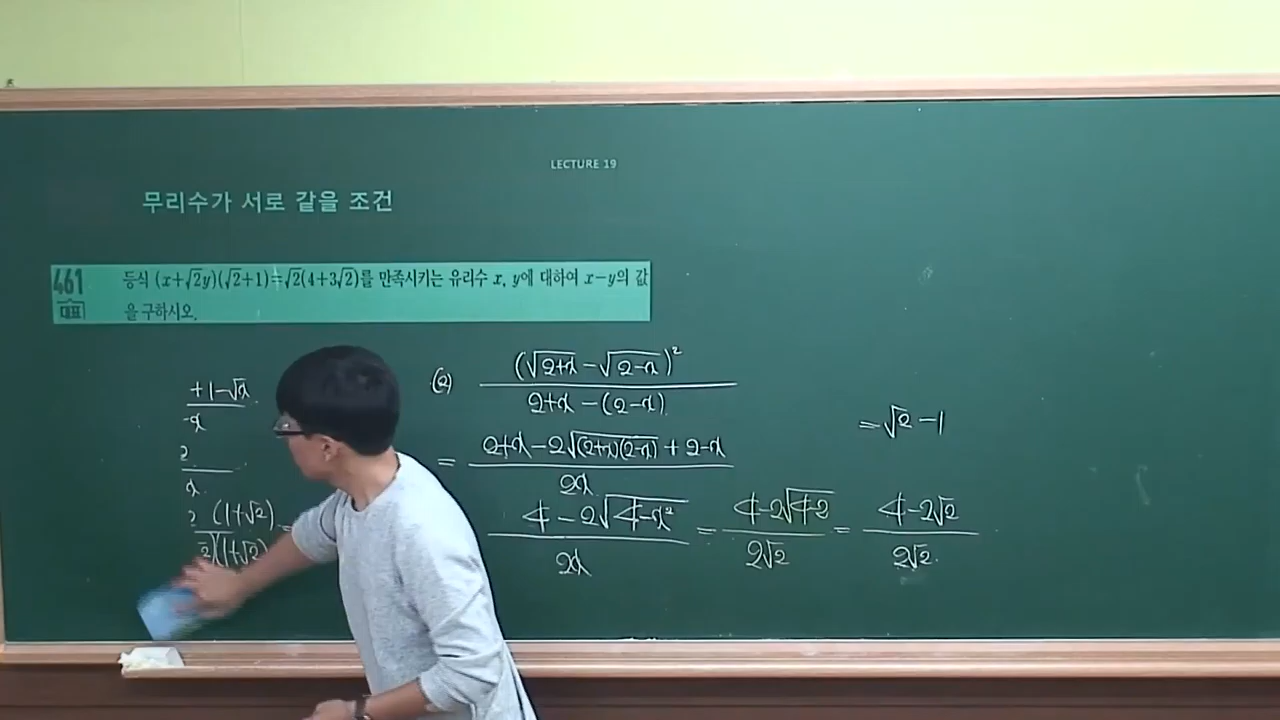 LECTURE 19
무리수가 서로 같을 조건
461 등식 (x+√2y)(√2+1)=√2(4+3√2)를 만족시키는 유리수 x, y에 대하여 x−y의 값
대표 을 구하시오.
+1-√x
-x
2
x
2 (1+√2)
2)(1+√2)
(2) (√2+x - √2-x)²
2+x-(2-x)
= 2+x-2√(2+x)(2-x) + 2-x
2x
4-2√4-x² = 4-2√4-2 = 4-2√2
2x 2√2 2√2
=√2-1